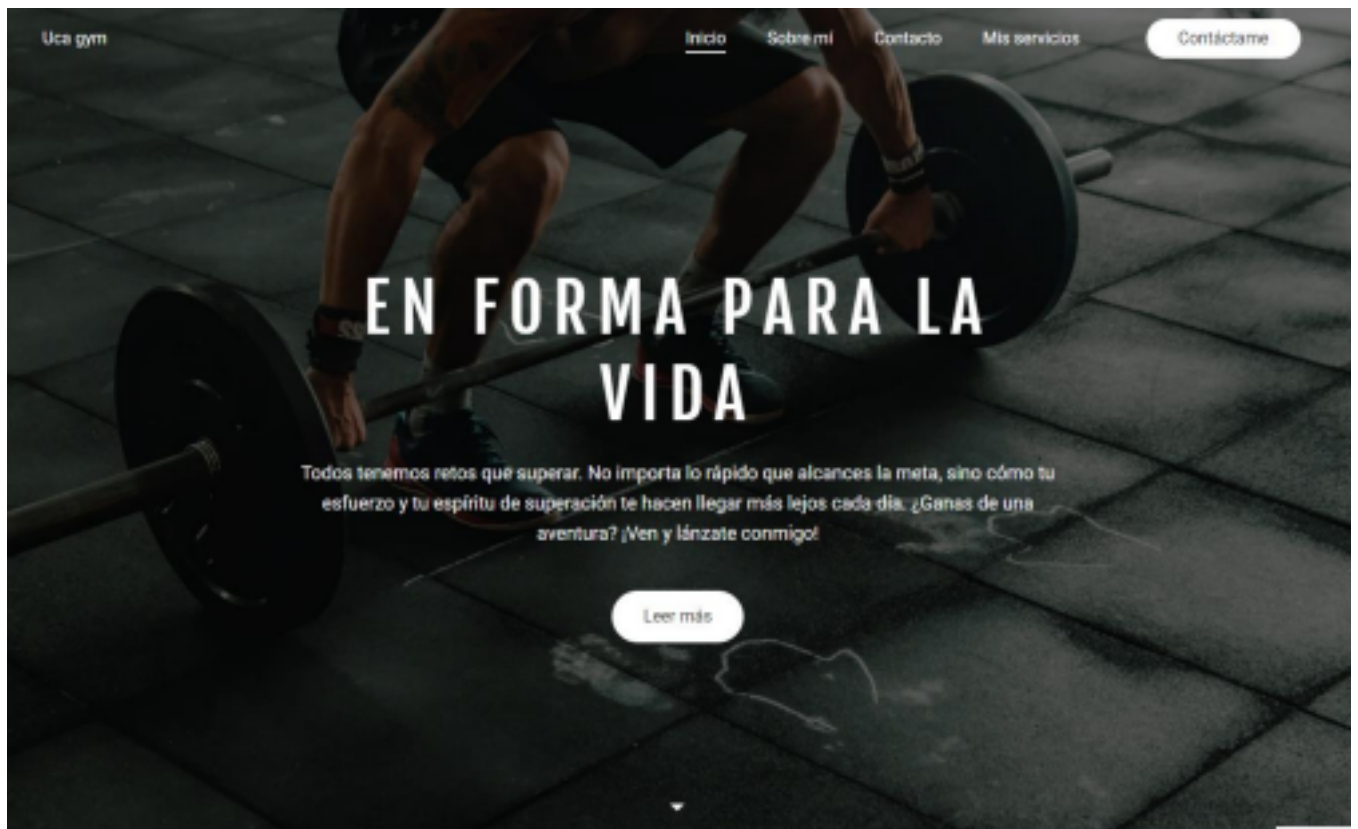 Uca gym
Inicio
Sobre mí
Contacto
Mis servicios
Contáctame
EN FORMA PARA LA
VIDA
Todos tenemos retos que superar. No importa lo rápido que alcances la meta, sino cómo tu
esfuerzo y tu espíritu de superación te hacen llegar más lejos cada día. ¿Ganas de una
aventura? ¡Ven y lánzate conmigo!
Leer más